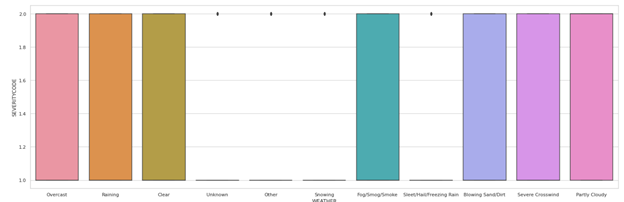 2.0
1.8
1.6
1.4
1.2
1.0
SEVERITYCODE
Overcast Raining Clear Unknown Other Snowing Fog/Smog/Smoke Sleet/Hail/Freezing Rain Blowing Sand/Dirt Severe Crosswind Partly Cloudy
WEATHER